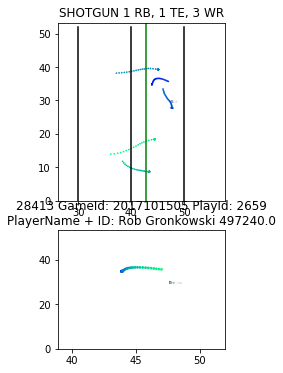 SHOTGUN 1 RB, 1 TE, 3 WR
50
40
30
20
10
0
30 40 50
28413 GameId: 2017101505 PlayId: 2659
PlayerName + ID: Rob Gronkowski 497240.0
40
20
0
40 45 50